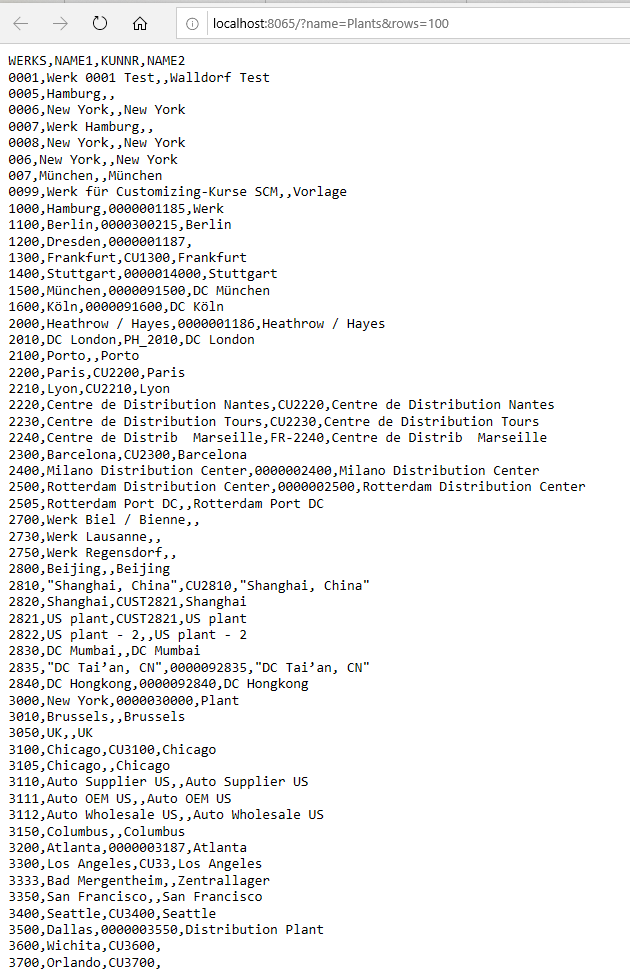 localhost:8065/?name=Plants&rows=100
WERKS,NAME1,KUNNR,NAME2
0001,Werk 0001 Test,,Walldorf Test
0005,Hamburg,,
0006,New York,,New York
0007,Werk Hamburg,,
0008,New York,,New York
006,New York,,New York
007,München,,München
0099,Werk für Customizing-Kurse SCM,,Vorlage
1000,Hamburg,0000001185,Werk
1100,Berlin,0000300215,Berlin
1200,Dresden,0000001187,
1300,Frankfurt,CU1300,Frankfurt
1400,Stuttgart,0000014000,Stuttgart
1500,München,0000091500,DC München
1600,Köln,0000091600,DC Köln
2000,Heathrow / Hayes,0000001186,Heathrow / Hayes
2010,DC London,PH_2010,DC London
2100,Porto,,Porto
2200,Paris,CU2200,Paris
2210,Lyon,CU2210,Lyon
2220,Centre de Distribution Nantes,CU2220,Centre de Distribution Nantes
2230,Centre de Distribution Tours,CU2230,Centre de Distribution Tours
2240,Centre de Distrib  Marseille,FR-2240,Centre de Distrib  Marseille
2300,Barcelona,CU2300,Barcelona
2400,Milano Distribution Center,0000002400,Milano Distribution Center
2500,Rotterdam Distribution Center,0000002500,Rotterdam Distribution Center
2505,Rotterdam Port DC,,Rotterdam Port DC
2700,Werk Biel / Bienne,,
2730,Werk Lausanne,,
2750,Werk Regensdorf,,
2800,Beijing,,Beijing
2810,"Shanghai, China",CU2810,"Shanghai, China"
2820,Shanghai,CUST2821,Shanghai
2821,US plant,CUST2821,US plant
2822,US plant - 2,,US plant - 2
2830,DC Mumbai,,DC Mumbai
2835,"DC Tai’an, CN",0000092835,"DC Tai’an, CN"
2840,DC Hongkong,0000092840,DC Hongkong
3000,New York,0000030000,Plant
3010,Brussels,,Brussels
3050,UK,,UK
3100,Chicago,CU3100,Chicago
3105,Chicago,,Chicago
3110,Auto Supplier US,,Auto Supplier US
3111,Auto OEM US,,Auto OEM US
3112,Auto Wholesale US,,Auto Wholesale US
3150,Columbus,,Columbus
3200,Atlanta,0000003187,Atlanta
3300,Los Angeles,CU33,Los Angeles
3333,Bad Mergentheim,,Zentrallager
3350,San Francisco,,San Francisco
3400,Seattle,CU3400,Seattle
3500,Dallas,0000003550,Distribution Plant
3600,Wichita,CU3600,
3700,Orlando,CU3700,